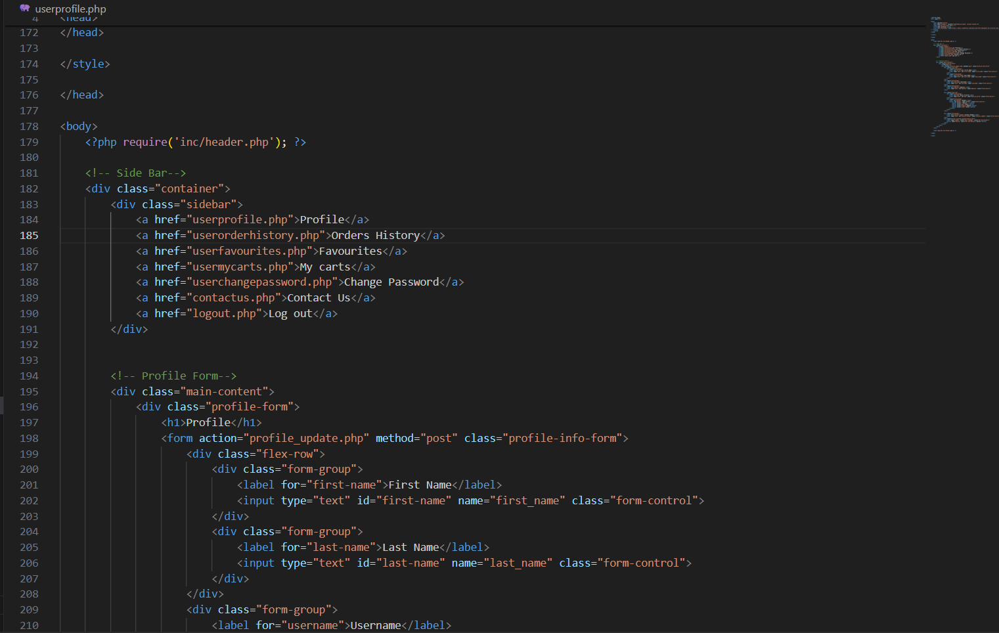 userprofile.php
4 <head>
172 </head>
173
174 </style>
175
176 </head>
177
178 <body>
179 <?php require('inc/header.php'); ?>
180
181 <!-- Side Bar-->
182 <div class="container">
183 <div class="sidebar">
184 <a href="userprofile.php">Profile</a>
185 <a href="userorderhistory.php">Orders History</a>
186 <a href="userfavourites.php">Favourites</a>
187 <a href="usermycarts.php">My carts</a>
188 <a href="userchangepassword.php">Change Password</a>
189 <a href="contactus.php">Contact Us</a>
190 <a href="logout.php">Log out</a>
191 </div>
192
193
194 <!-- Profile Form-->
195 <div class="main-content">
196 <div class="profile-form">
197 <h1>Profile</h1>
198 <form action="profile_update.php" method="post" class="profile-info-form">
199 <div class="flex-row">
200 <div class="form-group">
201 <label for="first-name">First Name</label>
202 <input type="text" id="first-name" name="first_name" class="form-control">
203 </div>
204 <div class="form-group">
205 <label for="last-name">Last Name</label>
206 <input type="text" id="last-name" name="last_name" class="form-control">
207 </div>
208 </div>
209 <div class="form-group">
210 <label for="username">Username</label>